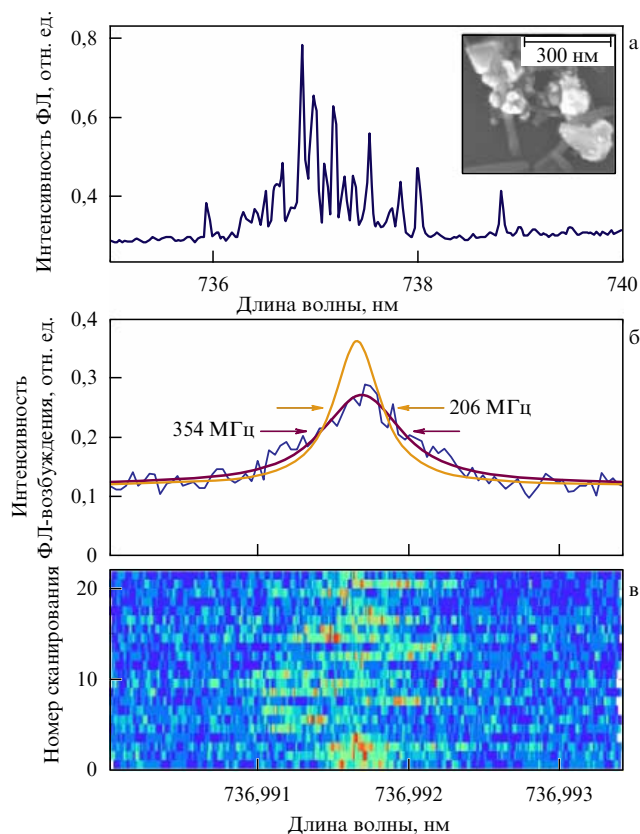 0,8
0,6
0,4
Интенсивность ФЛ, отн. ед.
300 нм
а
736
738
740
Длина волны, нм
0,4
0,3
0,2
0,1
0
Интенсивность
ФЛ-возбуждения, отн. ед.
б
354 МГц
206 МГц
20
10
0
Номер сканирования
в
736,991
736,992
736,993
Длина волны, нм